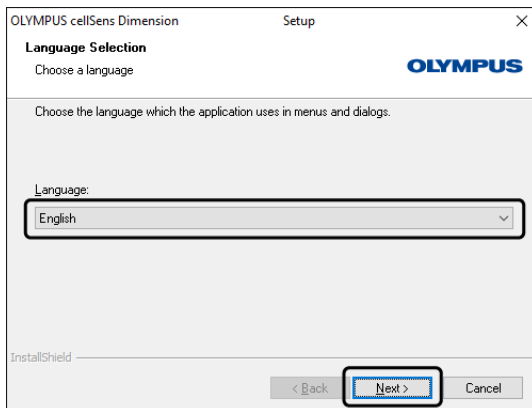 OLYMPUS cellSens Dimension Setup
Language Selection
Choose a language
OLYMPUS
Choose the language which the application uses in menus and dialogs.
Language:
English
InstallShield
< Back Next > Cancel